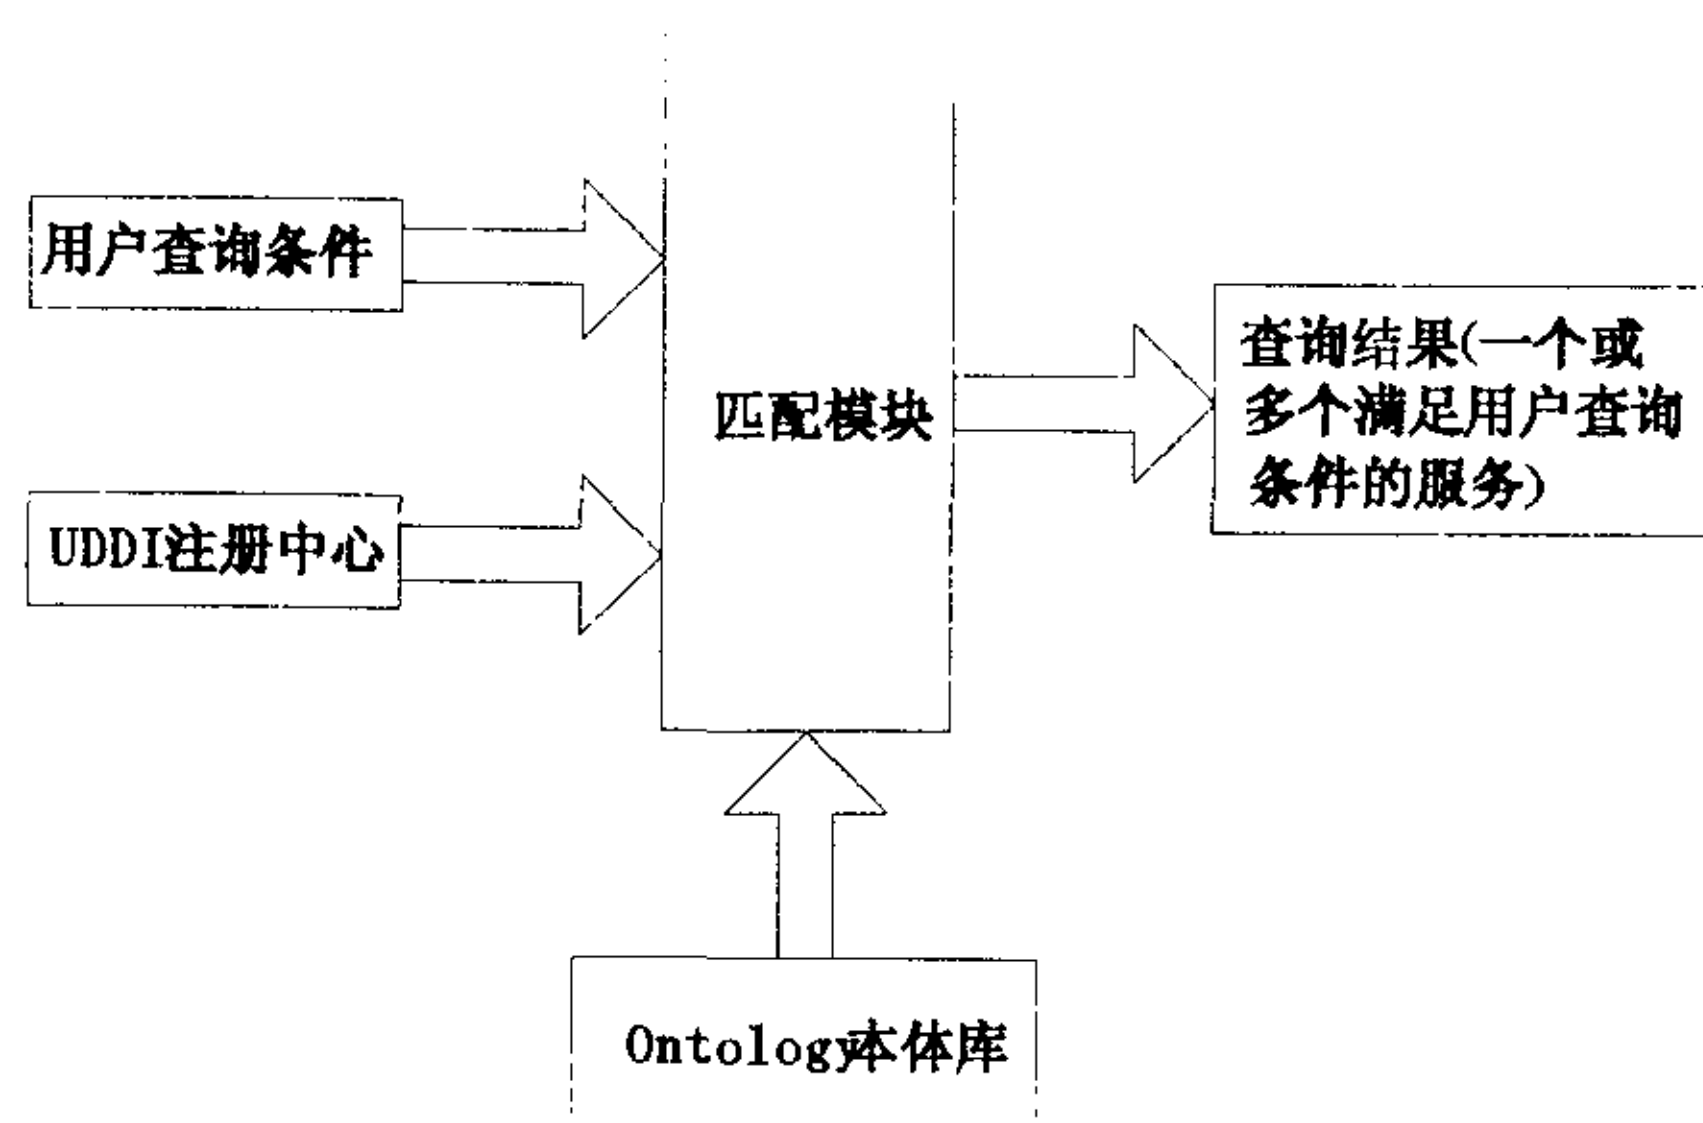 用户查询条件
UDDI注册中心
匹配模块
查询结果(一个或
多个满足用户查询
条件的服务)
Ontology本体库